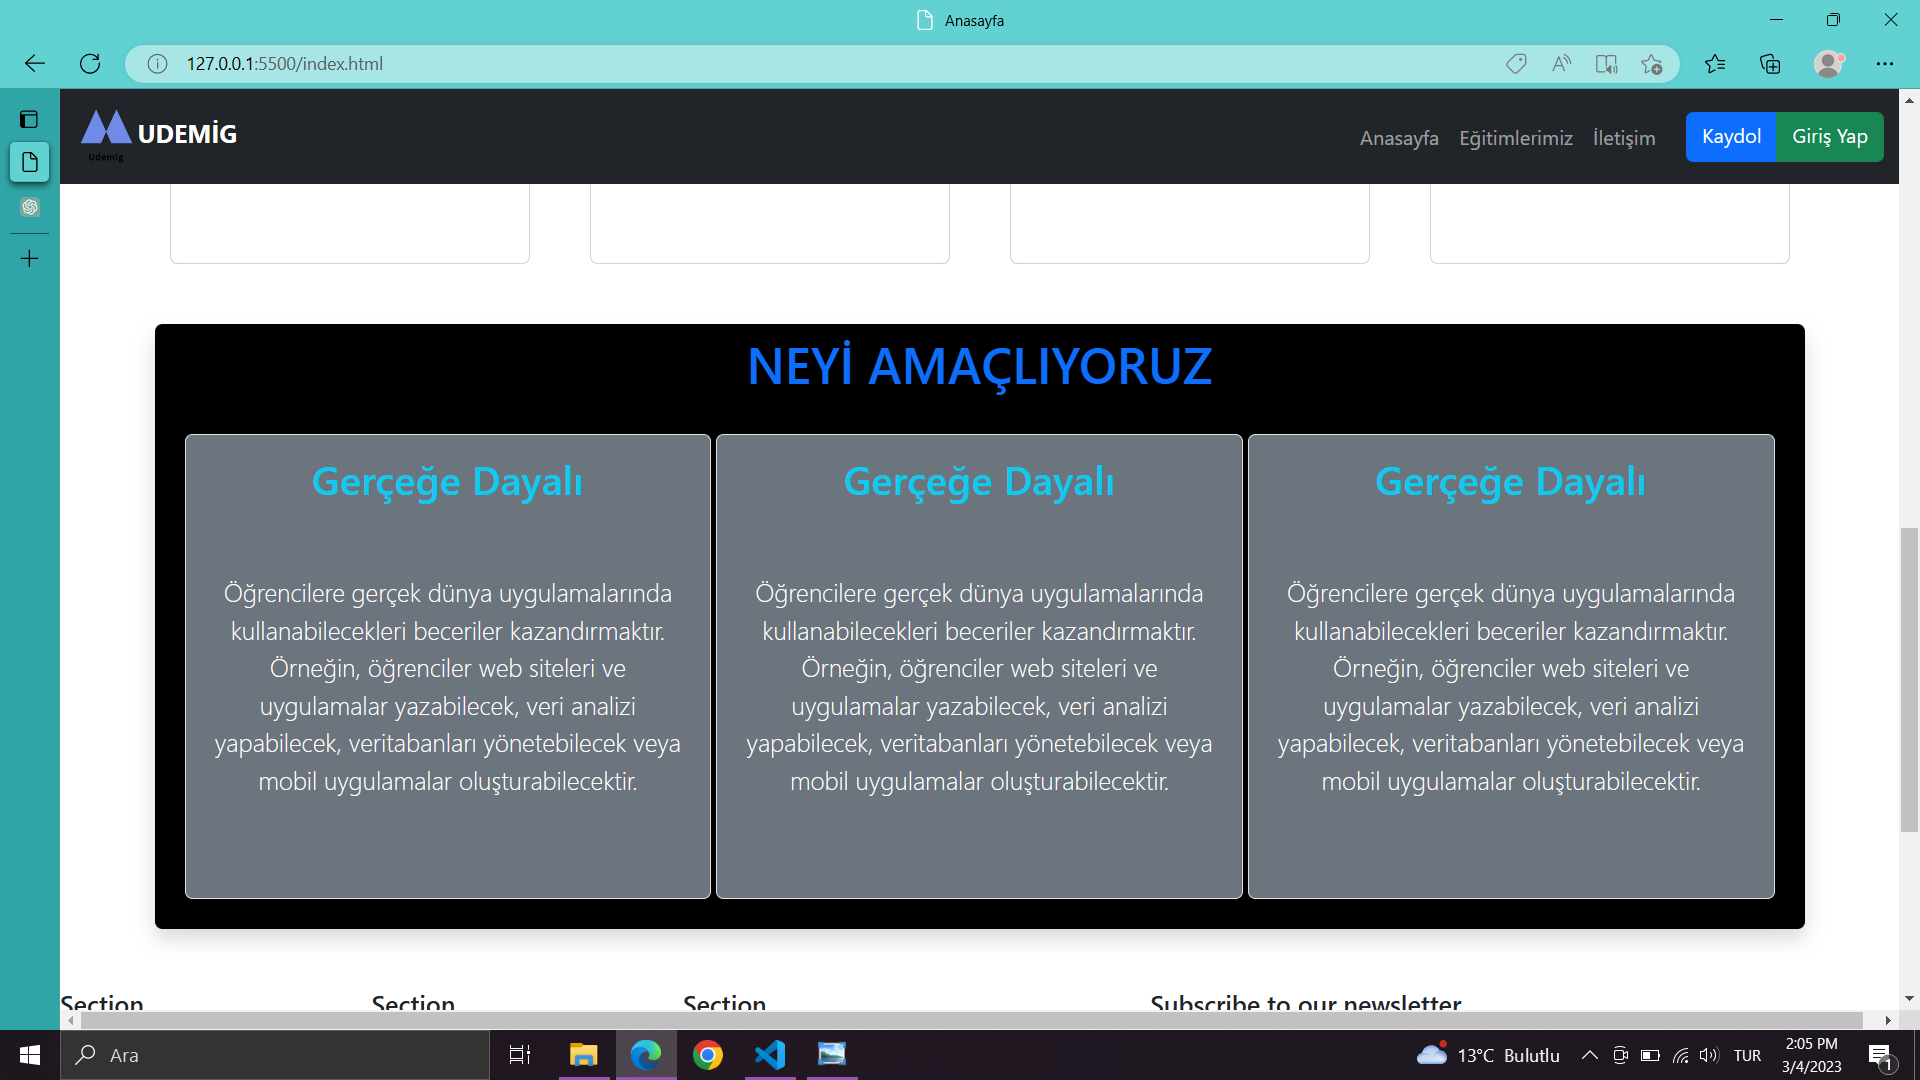 Anasayfa
127.0.0.1:5500/index.html
Udemig
UDEMİG
Anasayfa
Eğitimlerimiz
İletişim
Kaydol
Giriş Yap
NEYİ AMAÇLIYORUZ
Gerçeğe Dayalı
Öğrencilere gerçek dünya uygulamalarında
kullanabilecekleri beceriler kazandırmaktır.
Örneğin, öğrenciler web siteleri ve
uygulamalar yazabilecek, veri analizi
yapabilecek, veritabanları yönetebilecek veya
mobil uygulamalar oluşturabilecektir.
Gerçeğe Dayalı
Öğrencilere gerçek dünya uygulamalarında
kullanabilecekleri beceriler kazandırmaktır.
Örneğin, öğrenciler web siteleri ve
uygulamalar yazabilecek, veri analizi
yapabilecek, veritabanları yönetebilecek veya
mobil uygulamalar oluşturabilecektir.
Gerçeğe Dayalı
Öğrencilere gerçek dünya uygulamalarında
kullanabilecekleri beceriler kazandırmaktır.
Örneğin, öğrenciler web siteleri ve
uygulamalar yazabilecek, veri analizi
yapabilecek, veritabanları yönetebilecek veya
mobil uygulamalar oluşturabilecektir.
Section
Section
Section
Subscribe to our newsletter
Ara
13°C Bulutlu
TUR
2:05 PM
3/4/2023
1